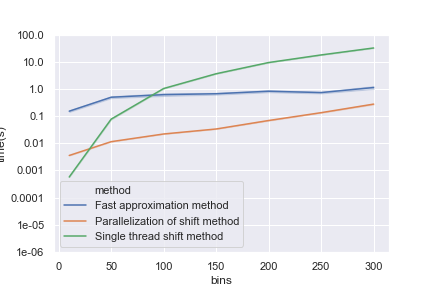 100.0
10.0
1.0
0.1
0.01
0.001
0.0001
1e-05
1e-06
time(s)
method
Fast approximation method
Parallelization of shift method
Single thread shift method
0
50
100
150
200
250
300
bins